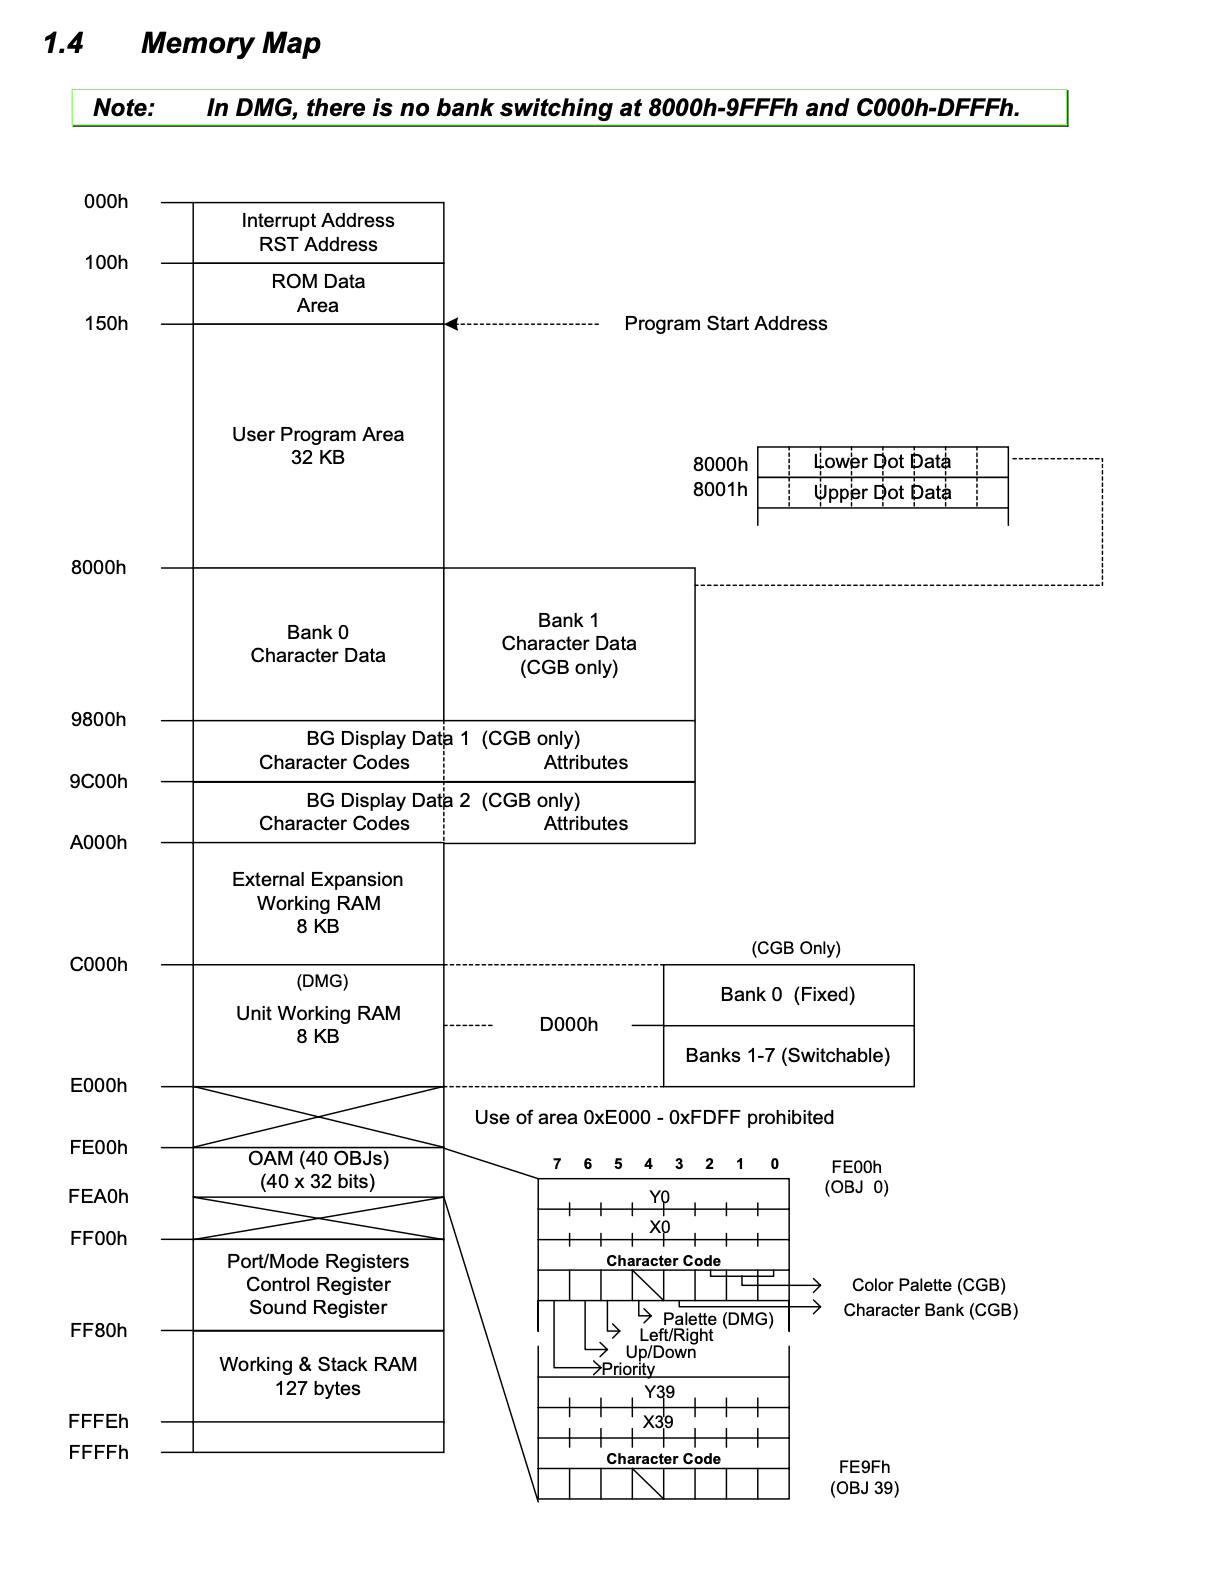 1.4 Memory Map
Note: In DMG, there is no bank switching at 8000h-9FFFh and C000h-DFFFh.
000h
Interrupt Address
RST Address
100h
ROM Data
Area
150h
Program Start Address
User Program Area
32 KB
8000h
Lower Dot Data
8001h
Upper Dot Data
8000h
Bank 0
Character Data
Bank 1
Character Data
(CGB only)
9800h
BG Display Data 1 (CGB only)
Character Codes Attributes
9C00h
BG Display Data 2 (CGB only)
Character Codes Attributes
A000h
External Expansion
Working RAM
8 KB
C000h
(DMG)
Unit Working RAM
8 KB
D000h
(CGB Only)
Bank 0 (Fixed)
Banks 1-7 (Switchable)
E000h
Use of area 0xE000 - 0xFDFF prohibited
FE00h
OAM (40 OBJs)
(40 x 32 bits)
FEA0h
FF00h
Port/Mode Registers
Control Register
Sound Register
FF80h
Working & Stack RAM
127 bytes
FFFEh
FFFFh
7 6 5 4 3 2 1 0
FE00h
(OBJ 0)
Y0
X0
Character Code
Color Palette (CGB)
Character Bank (CGB)
Palette (DMG)
Left/Right
Up/Down
Priority
Y39
X39
Character Code
FE9Fh
(OBJ 39)